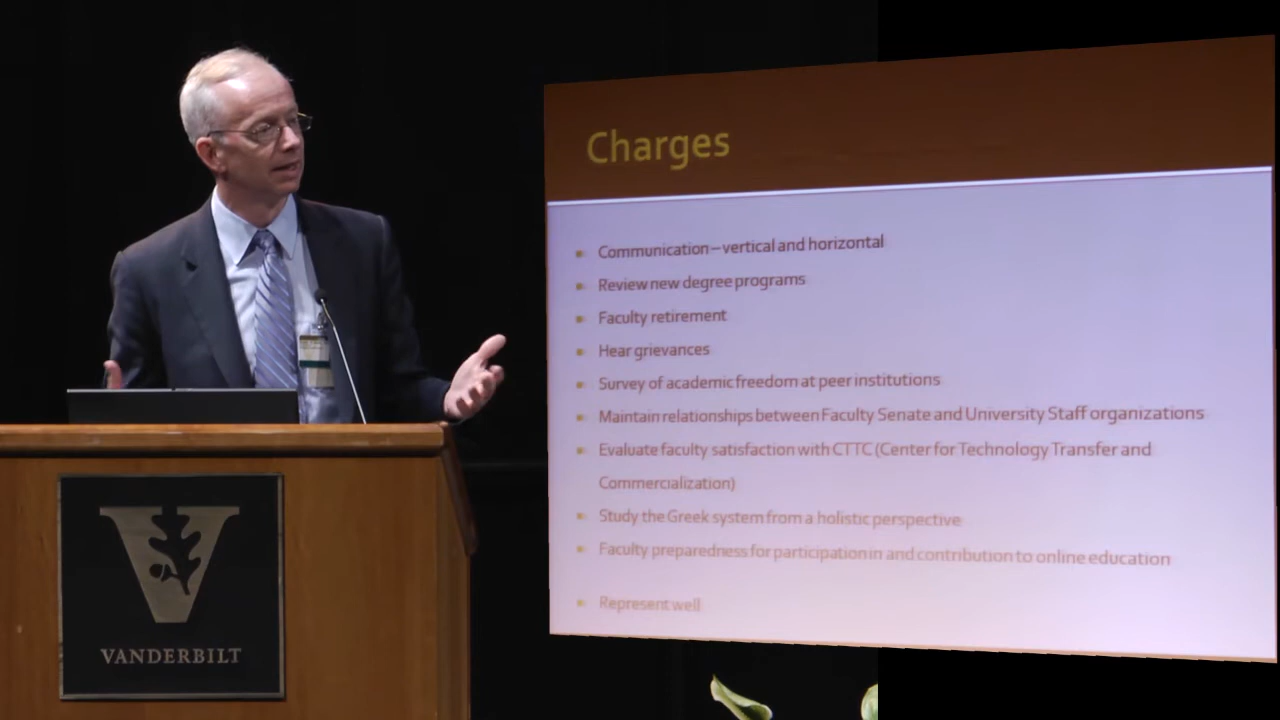 Charges
Communication – vertical and horizontal
Review new degree programs
Faculty retirement
Hear grievances
Survey of academic freedom at peer institutions
Maintain relationships between Faculty Senate and University Staff organizations
Evaluate faculty satisfaction with CTTC (Center for Technology Transfer and
Commercialization)
Study the Greek system from a holistic perspective
Faculty preparedness for participation in and contribution to online education
Represent well
V
VANDERBILT